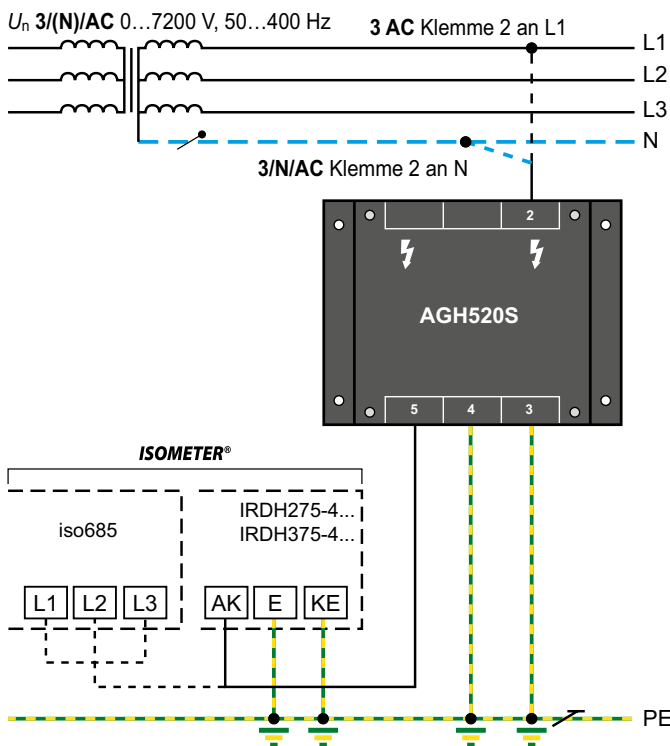 Un 3/(N)/AC 0…7200 V, 50…400 Hz
3 AC Klemme 2 an L1
L1
L2
L3
N
3/N/AC Klemme 2 an N
2
AGH520S
5 4 3
ISOMETER®
iso685
IRDH275-4...
IRDH375-4...
L1 L2 L3 AK E KE
PE